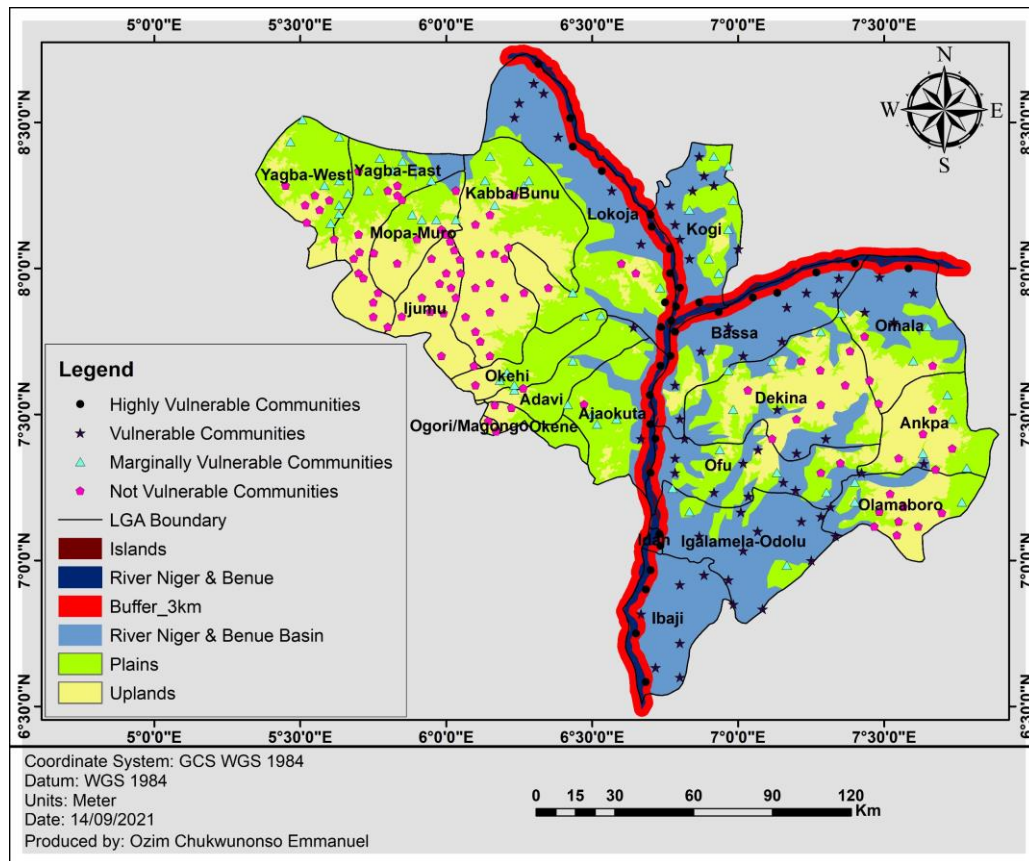 5°0'0"E 5°30'0"E 6°0'0"E 6°30'0"E 7°0'0"E 7°30'0"E
N
W E
S
8°30'0"N 8°30'0"N
Yagba-West Yagba-East
Kabba/Bunu
Lokoja
Kogi
Mopa-Muro
8°0'0"N 8°0'0"N
Ijumu
Bassa Omala
Legend
Highly Vulnerable Communities
Vulnerable Communities
Marginally Vulnerable Communities
Not Vulnerable Communities
LGA Boundary
Islands
River Niger & Benue
Buffer_3km
River Niger & Benue Basin
Plains
Uplands
Okehi
Adavi
Dekina
7°30'0"N 7°30'0"N
Ajaokuta
Ankpa
Ogori/Magongo Okene
Ofu
Olamaboro
Idah Igalamela-Odolu
7°0'0"N 7°0'0"N
Ibaji
6°30'0"N 6°30'0"N
5°0'0"E 5°30'0"E 6°0'0"E 6°30'0"E 7°0'0"E 7°30'0"E
Coordinate System: GCS WGS 1984
Datum: WGS 1984
Units: Meter
Date: 14/09/2021
Produced by: Ozim Chukwunonso Emmanuel
0 15 30 60 90 120
Km